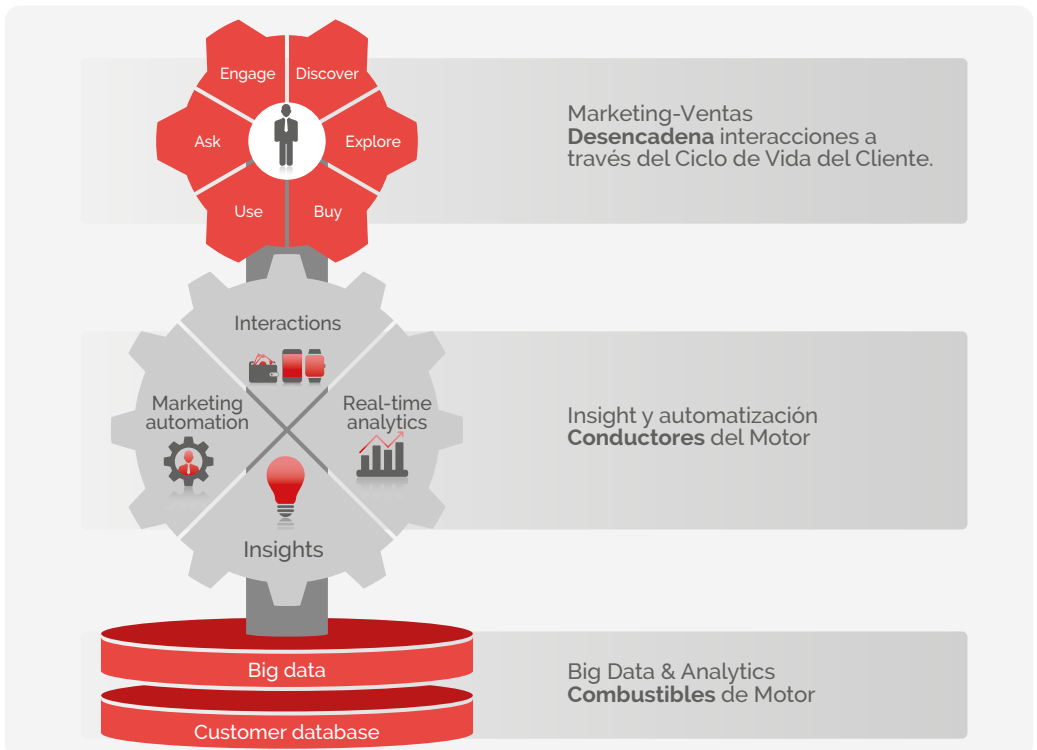 Engage
Discover
Ask
Explore
Use
Buy
Marketing-Ventas
Desencadena interacciones a
través del Ciclo de Vida del Cliente.
Interactions
Marketing
automation
Real-time
analytics
Insights
Insight y automatización
Conductores del Motor
Big data
Customer database
Big Data & Analytics
Combustibles de Motor